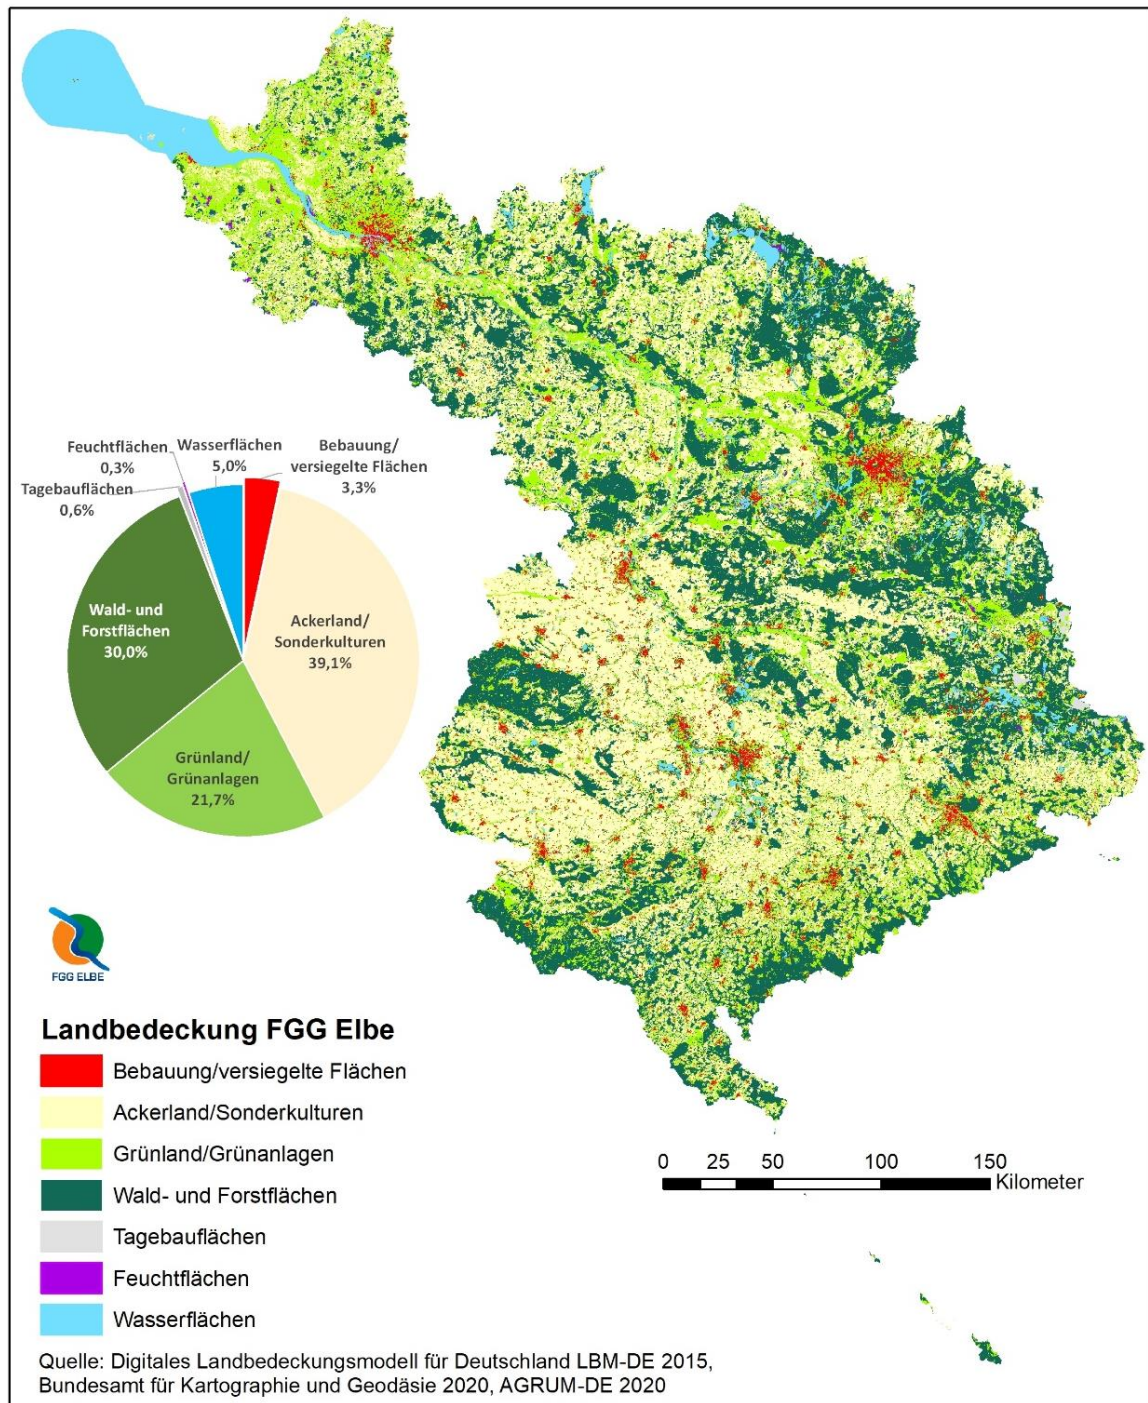 Feuchtflächen
0,3%
Wasserflächen
5,0%
Bebauung/
versiegelte Flächen
3,3%
Tagebauflächen
0,6%
Wald- und
Forstflächen
30,0%
Ackerland/
Sonderkulturen
39,1%
Grünland/
Grünanlagen
21,7%
FGG ELBE
Landbedeckung FGG Elbe
Bebauung/versiegelte Flächen
Ackerland/Sonderkulturen
Grünland/Grünanlagen
Wald- und Forstflächen
Tagebauflächen
Feuchtflächen
Wasserflächen
0 25 50 100 150
Kilometer
Quelle: Digitales Landbedeckungsmodell für Deutschland LBM-DE 2015,
Bundesamt für Kartographie und Geodäsie 2020, AGRUM-DE 2020